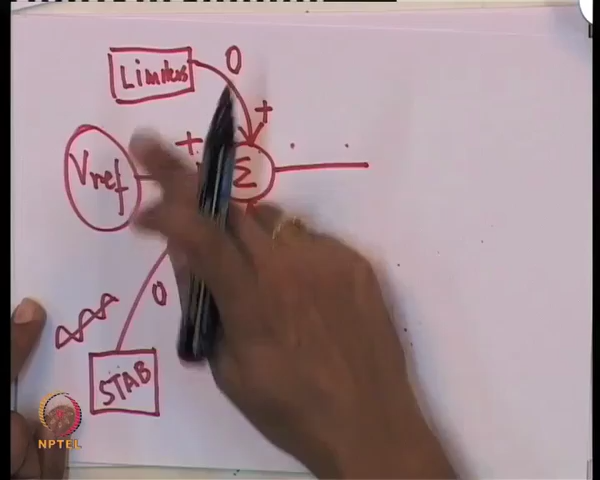 Limiters
0
+
+
Vref
Σ
0
STAB
NPTEL